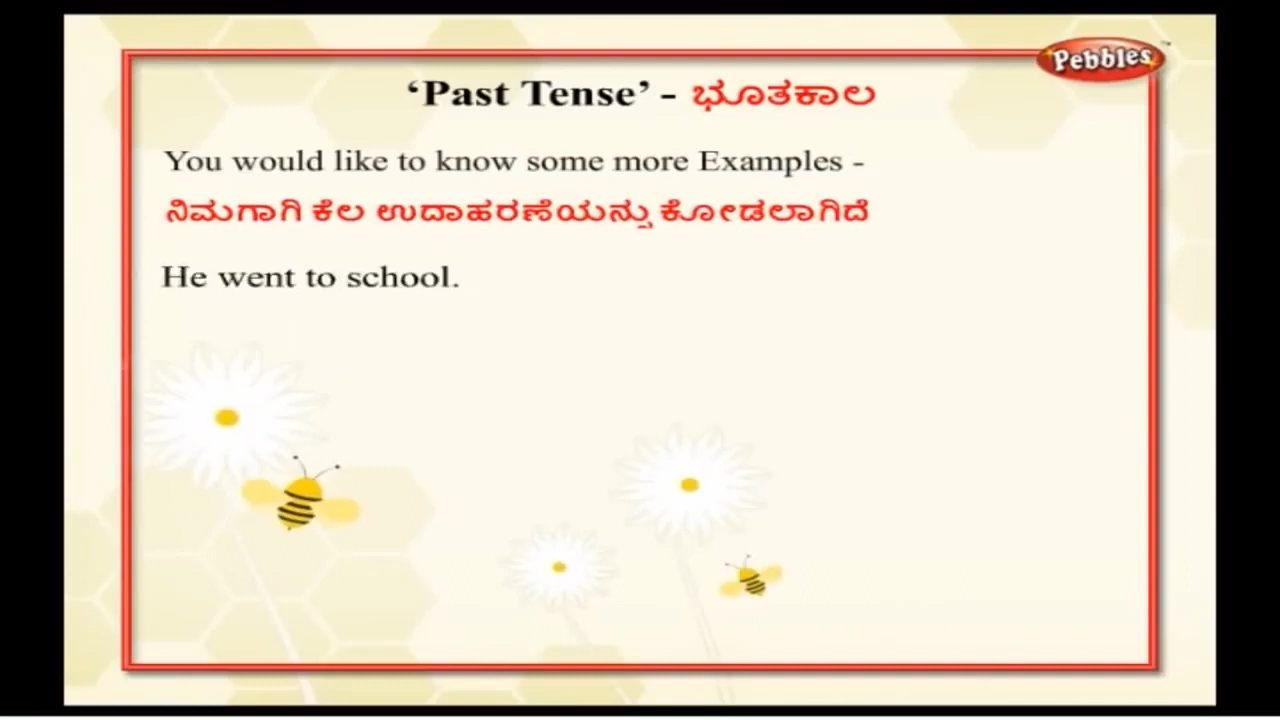 Pebbles™
‘Past Tense’ - ಭೂತಕಾಲ
You would like to know some more Examples -
ನಿಮಗಾಗಿ ಕೆಲ ಉದಾಹರಣೆಯನ್ನು ಕೋಡಲಾಗಿದೆ
He went to school.